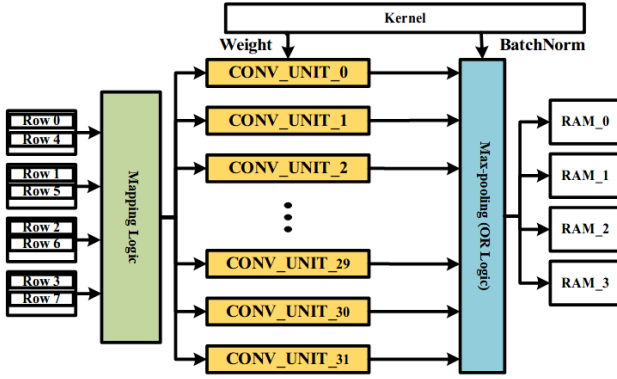 Kernel
Weight
BatchNorm
CONV_UNIT_0
CONV_UNIT_1
CONV_UNIT_2
CONV_UNIT_29
CONV_UNIT_30
CONV_UNIT_31
Row 0
Row 4
Row 1
Row 5
Row 2
Row 6
Row 3
Row 7
Mapping Logic
Max-pooling (OR Logic)
RAM_0
RAM_1
RAM_2
RAM_3